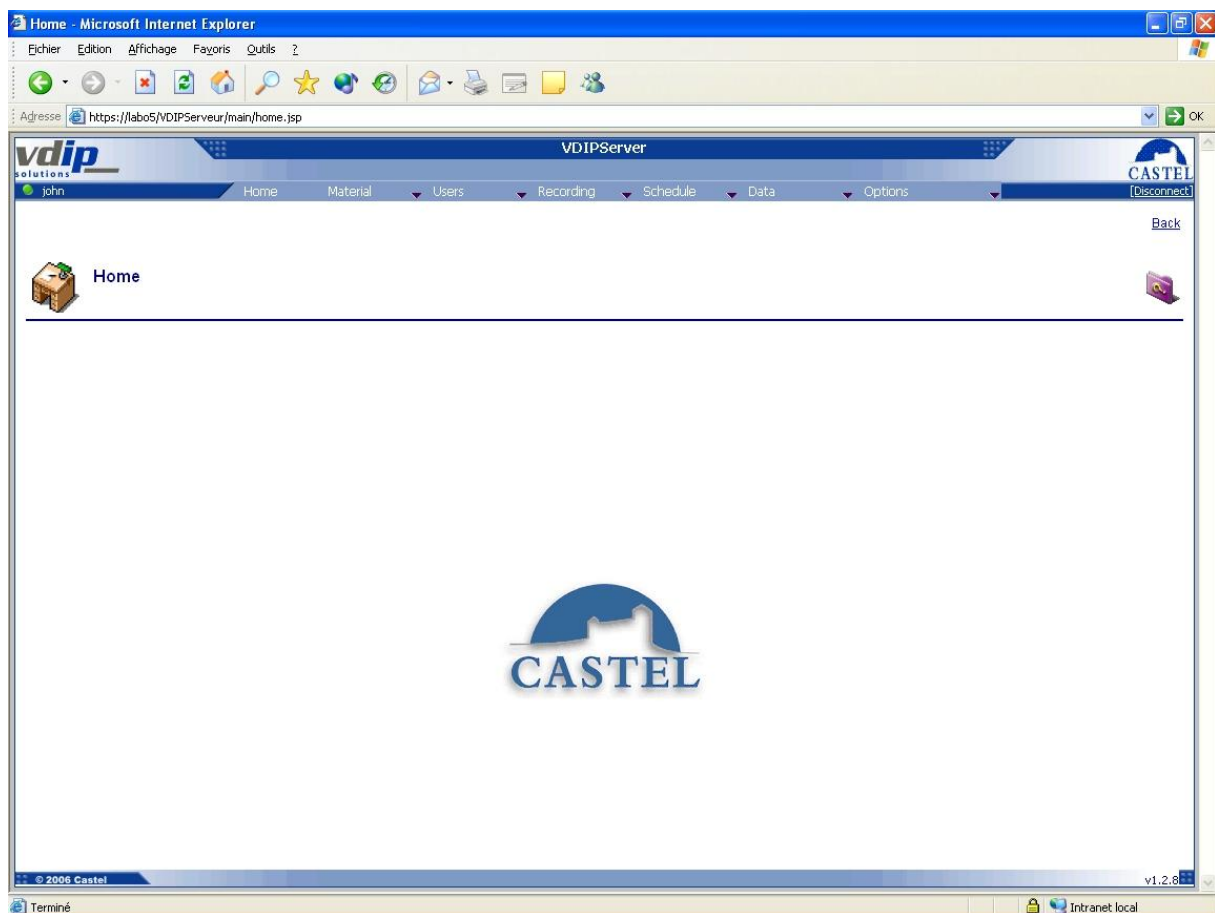 Home - Microsoft Internet Explorer
Fichier Edition Affichage Favoris Outils ?
Adresse https://labo5/VDIPServeur/main/home.jsp OK
vdip
solutions
VDIPServer
CASTEL
john Home Material Users Recording Schedule Data Options [Disconnect]
Back
Home
CASTEL
© 2006 Castel
v1.2.8
Terminé Intranet local